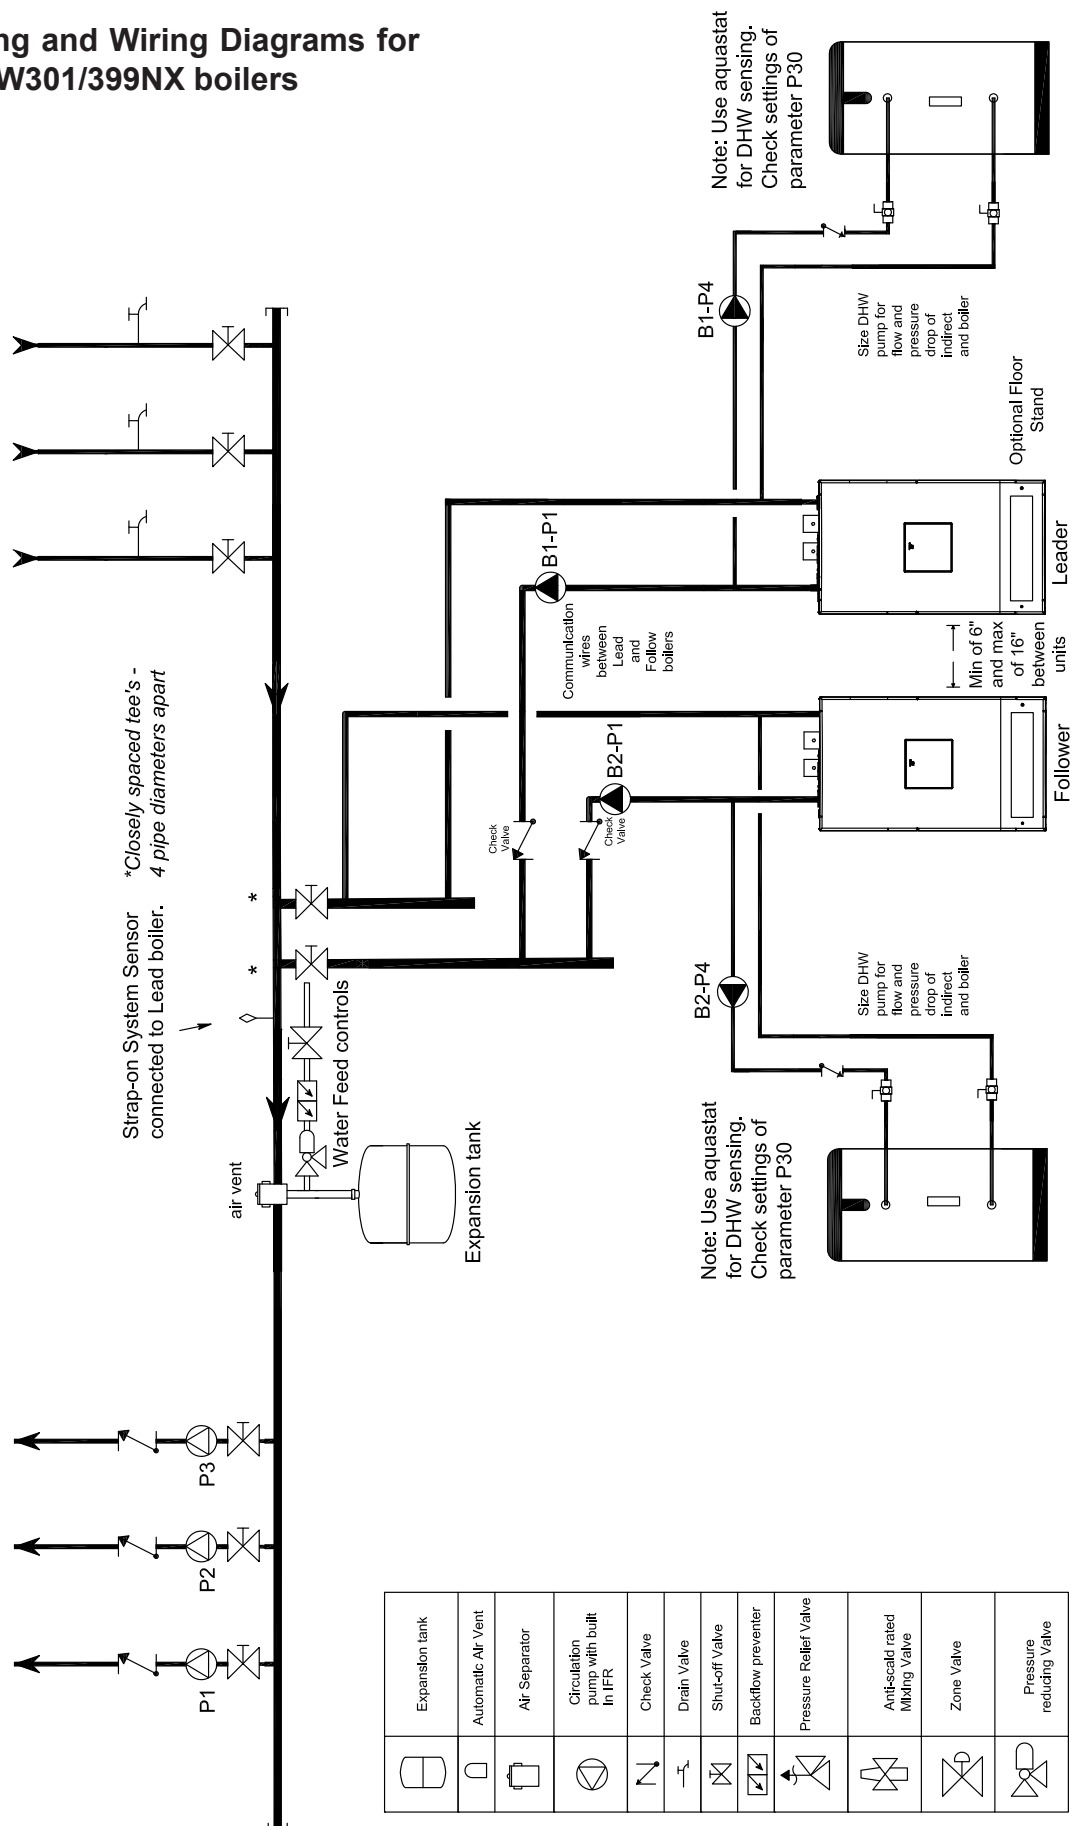 ng and Wiring Diagrams for
W301/399NX boilers
Note: Use aquastat
for DHW sensing.
Check settings of
parameter P30
B1-P4
Size DHW
pump for
flow and
pressure
drop of
indirect
and boiler
Optional Floor
Stand
B1-P1
Communication
wires
between
Lead
and
Follow
boilers
Leader
Min of 6"
and max
of 16"
between
units
*Closely spaced tee's -
4 pipe diameters apart
Strap-on System Sensor
connected to Lead boiler.
*
*
B2-P1
Check
Valve
Check
Valve
Follower
B2-P4
Size DHW
pump for
flow and
pressure
drop of
indirect
and boiler
Water Feed controls
air vent
Expansion tank
Note: Use aquastat
for DHW sensing.
Check settings of
parameter P30
P3
P2
P1
Expansion tank
Automatic Air Vent
Air Separator
Circulation
pump with built
In IFR
Check Valve
Drain Valve
Shut-off Valve
Backflow preventer
Pressure Relief Valve
Anti-scald rated
Mixing Valve
Zone Valve
Pressure
reducing Valve